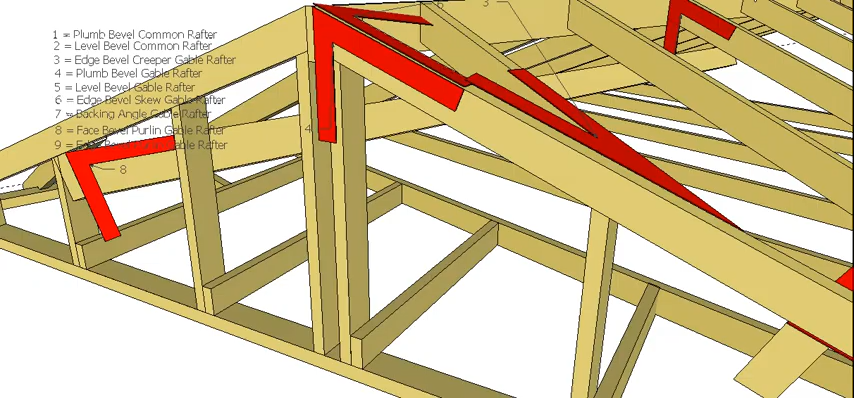 1 = Plumb Bevel Common Rafter
2 = Level Bevel Common Rafter
3 = Edge Bevel Creeper Gable Rafter
4 = Plumb Bevel Gable Rafter
5 = Level Bevel Gable Rafter
6 = Edge Bevel Skew Gable Rafter
7 = Backing Angle Gable Rafter
8 = Face Bevel Purlin Gable Rafter
9 = Gable Rafter
6
3
4
8